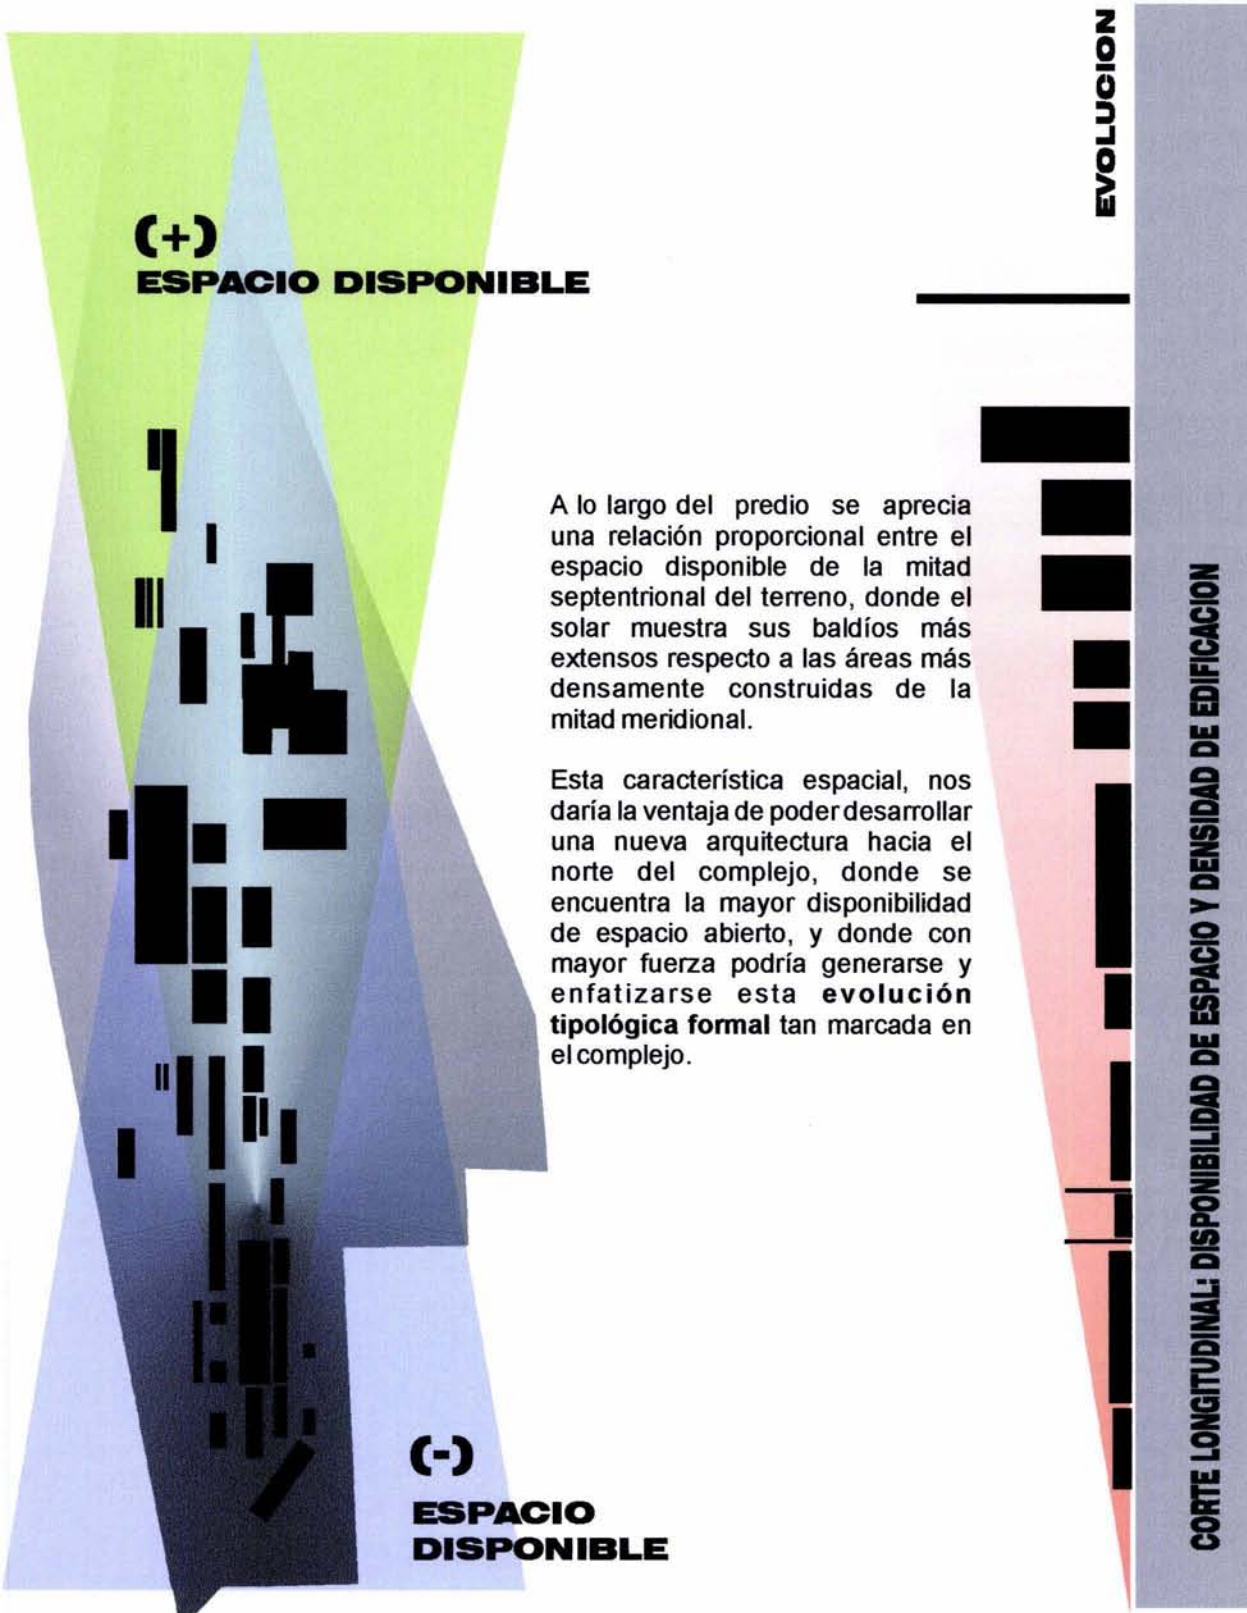 EVOLUCION
(+)
ESPACIO DISPONIBLE
A lo largo del predio se aprecia
una relación proporcional entre el
espacio disponible de la mitad
septentrional del terreno, donde el
solar muestra sus baldíos más
extensos respecto a las áreas más
densamente construidas de la
mitad meridional.
Esta característica espacial, nos
daría la ventaja de poder desarrollar
una nueva arquitectura hacia el
norte del complejo, donde se
encuentra la mayor disponibilidad
de espacio abierto, y donde con
mayor fuerza podría generarse y
enfatizarse esta evolución
tipológica formal tan marcada en
el complejo.
(-)
ESPACIO
DISPONIBLE
CORTE LONGITUDINAL: DISPONIBILIDAD DE ESPACIO Y DENSIDAD DE EDIFICACION